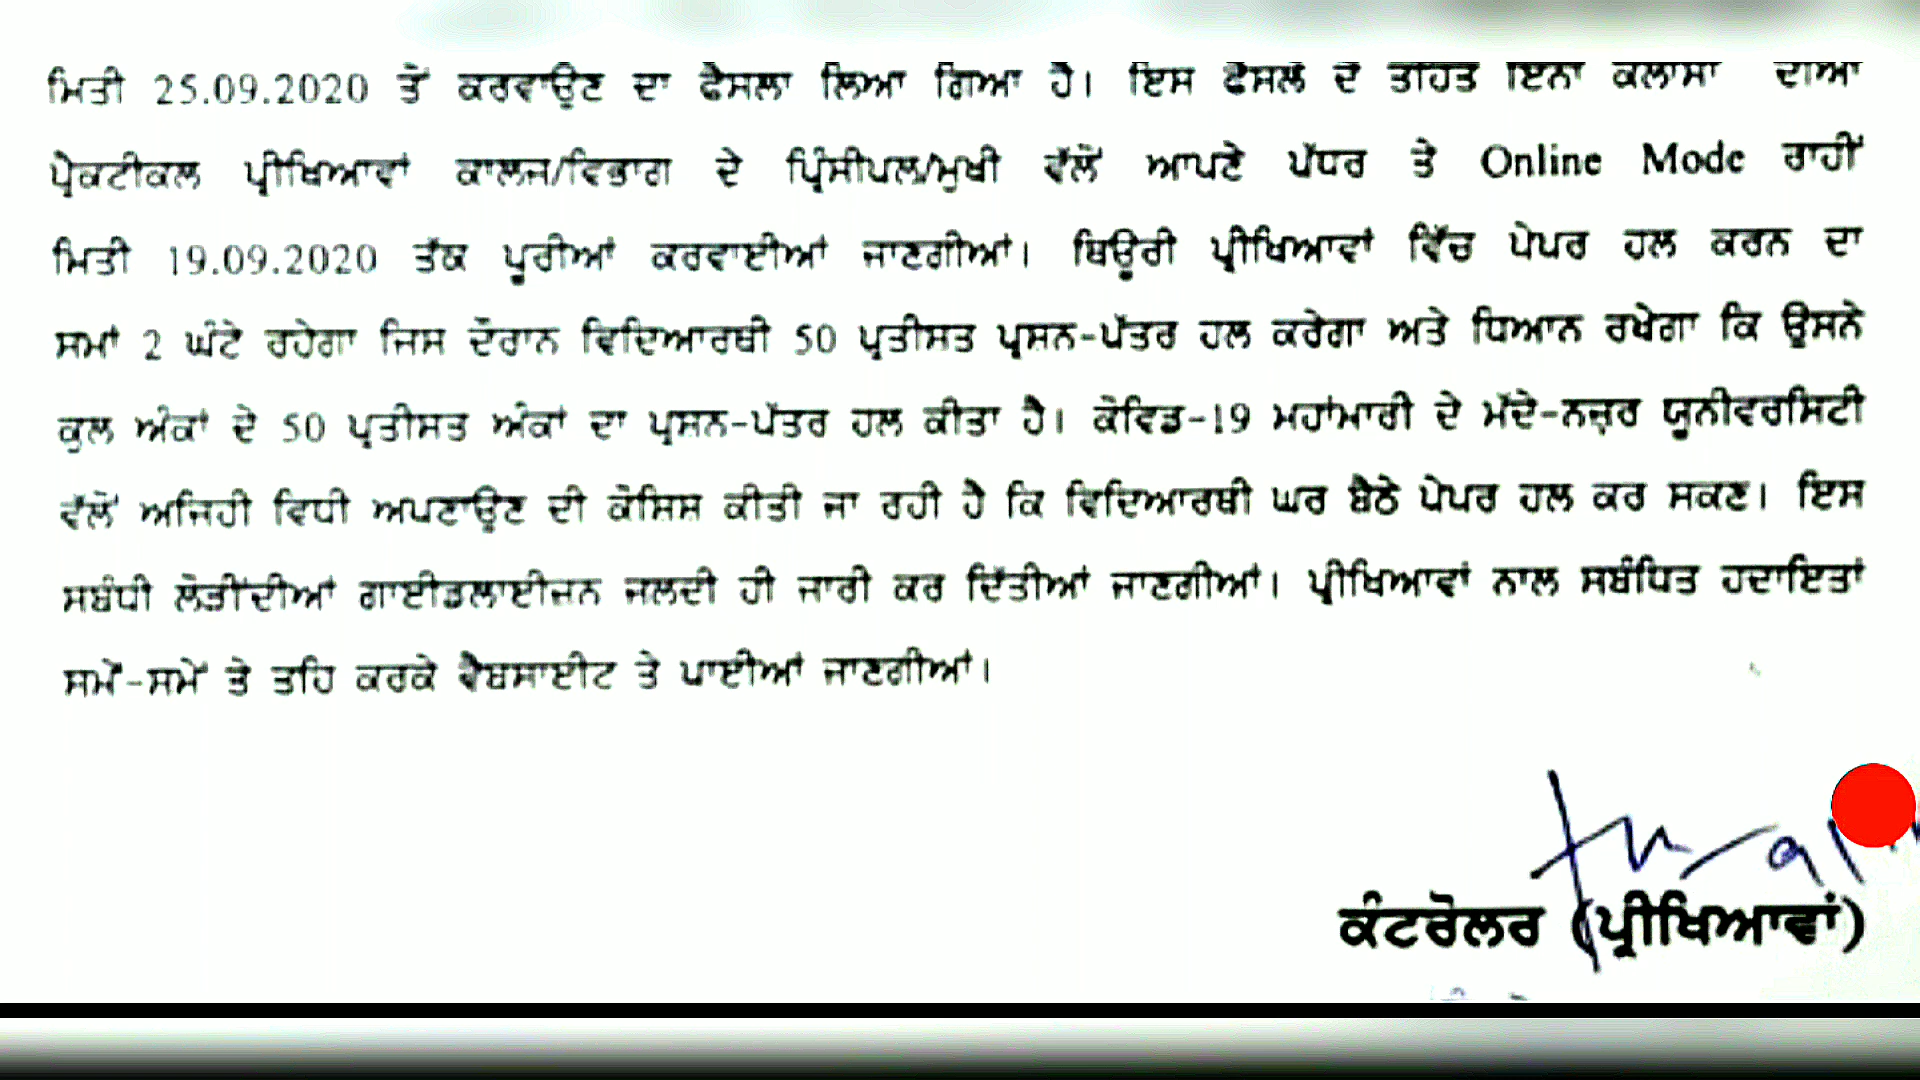 ਮਿਤੀ 25.09.2020 ਤੋਂ ਕਰਵਾਉਣ ਦਾ ਫੈਸਲਾ ਲਿਆ ਗਿਆ ਹੈ। ਇਸ ਫੈਸਲੇ ਦੇ ਤਹਿਤ ਇਨਾਂ ਕਲਾਸਾਂ ਦੀਆਂ
ਪ੍ਰੈਕਟੀਕਲ ਪ੍ਰੀਖਿਆਵਾਂ ਕਾਲਜ/ਵਿਭਾਗ ਦੇ ਪ੍ਰਿੰਸੀਪਲ/ਮੁਖੀ ਵੱਲੋਂ ਆਪਣੇ ਪੱਧਰ ਤੇ Online Mode ਰਾਹੀਂ
ਮਿਤੀ 19.09.2020 ਤੱਕ ਪੂਰੀਆਂ ਕਰਵਾਈਆਂ ਜਾਣਗੀਆਂ। ਥਿਊਰੀ ਪ੍ਰੀਖਿਆਵਾਂ ਵਿੱਚ ਪੇਪਰ ਹਲ ਕਰਨ ਦਾ
ਸਮਾਂ 2 ਘੰਟੇ ਰਹੇਗਾ ਜਿਸ ਦੌਰਾਨ ਵਿਦਿਆਰਥੀ 50 ਪ੍ਰਤੀਸਤ ਪ੍ਰਸ਼ਨ-ਪੱਤਰ ਹਲ ਕਰੇਗਾ ਅਤੇ ਧਿਆਨ ਰਖੇਗਾ ਕਿ ਉਸਨੇ
ਕੁਲ ਅੰਕਾਂ ਦੇ 50 ਪ੍ਰਤੀਸਤ ਅੰਕਾਂ ਦਾ ਪ੍ਰਸ਼ਨ-ਪੱਤਰ ਹਲ ਕੀਤਾ ਹੈ। ਕੋਵਿਡ-19 ਮਹਾਂਮਾਰੀ ਦੇ ਮੱਦੇ-ਨਜ਼ਰ ਯੂਨੀਵਰਸਿਟੀ
ਵੱਲੋਂ ਅਜਿਹੀ ਵਿਧੀ ਅਪਣਾਉਣ ਦੀ ਕੋਸ਼ਿਸ਼ ਕੀਤੀ ਜਾ ਰਹੀ ਹੈ ਕਿ ਵਿਦਿਆਰਥੀ ਘਰ ਬੈਠੇ ਪੇਪਰ ਹਲ ਕਰ ਸਕਣ। ਇਸ
ਸਬੰਧੀ ਲੋੜੀਂਦੀਆਂ ਗਾਈਡਲਾਈਜਨ ਜਲਦੀ ਹੀ ਜਾਰੀ ਕਰ ਦਿੱਤੀਆਂ ਜਾਣਗੀਆਂ। ਪ੍ਰੀਖਿਆਵਾਂ ਨਾਲ ਸਬੰਧਿਤ ਹਦਾਇਤਾਂ
ਸਮੇਂ-ਸਮੇਂ ਤੇ ਤਹਿ ਕਰਕੇ ਵੈਬਸਾਈਟ ਤੇ ਪਾਈਆਂ ਜਾਣਗੀਆਂ।
ਕੰਟਰੋਲਰ (ਪ੍ਰੀਖਿਆਵਾਂ)